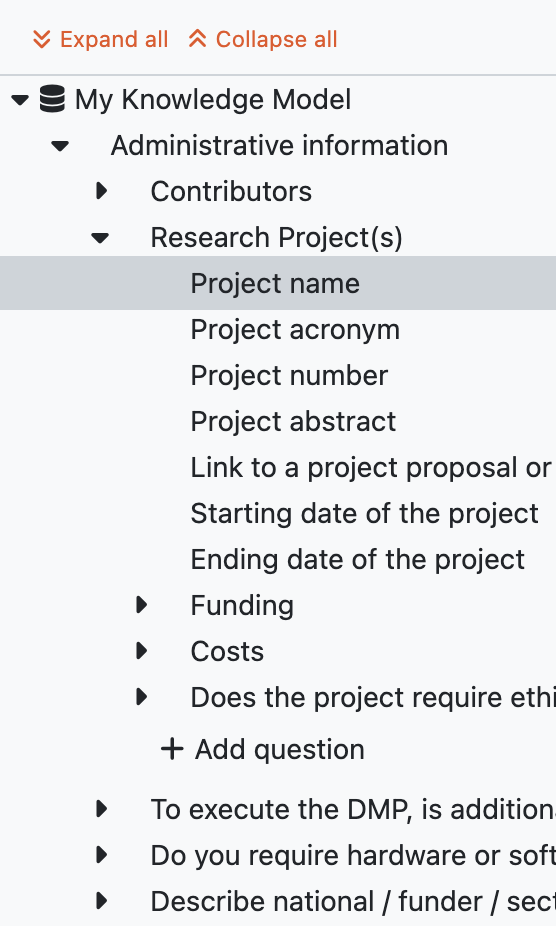 Expand all Collapse all
My Knowledge Model
Administrative information
Contributors
Research Project(s)
Project name
Project acronym
Project number
Project abstract
Link to a project proposal or
Starting date of the project
Ending date of the project
Funding
Costs
Does the project require ethi
+ Add question
To execute the DMP, is addition
Do you require hardware or soft
Describe national / funder / sect